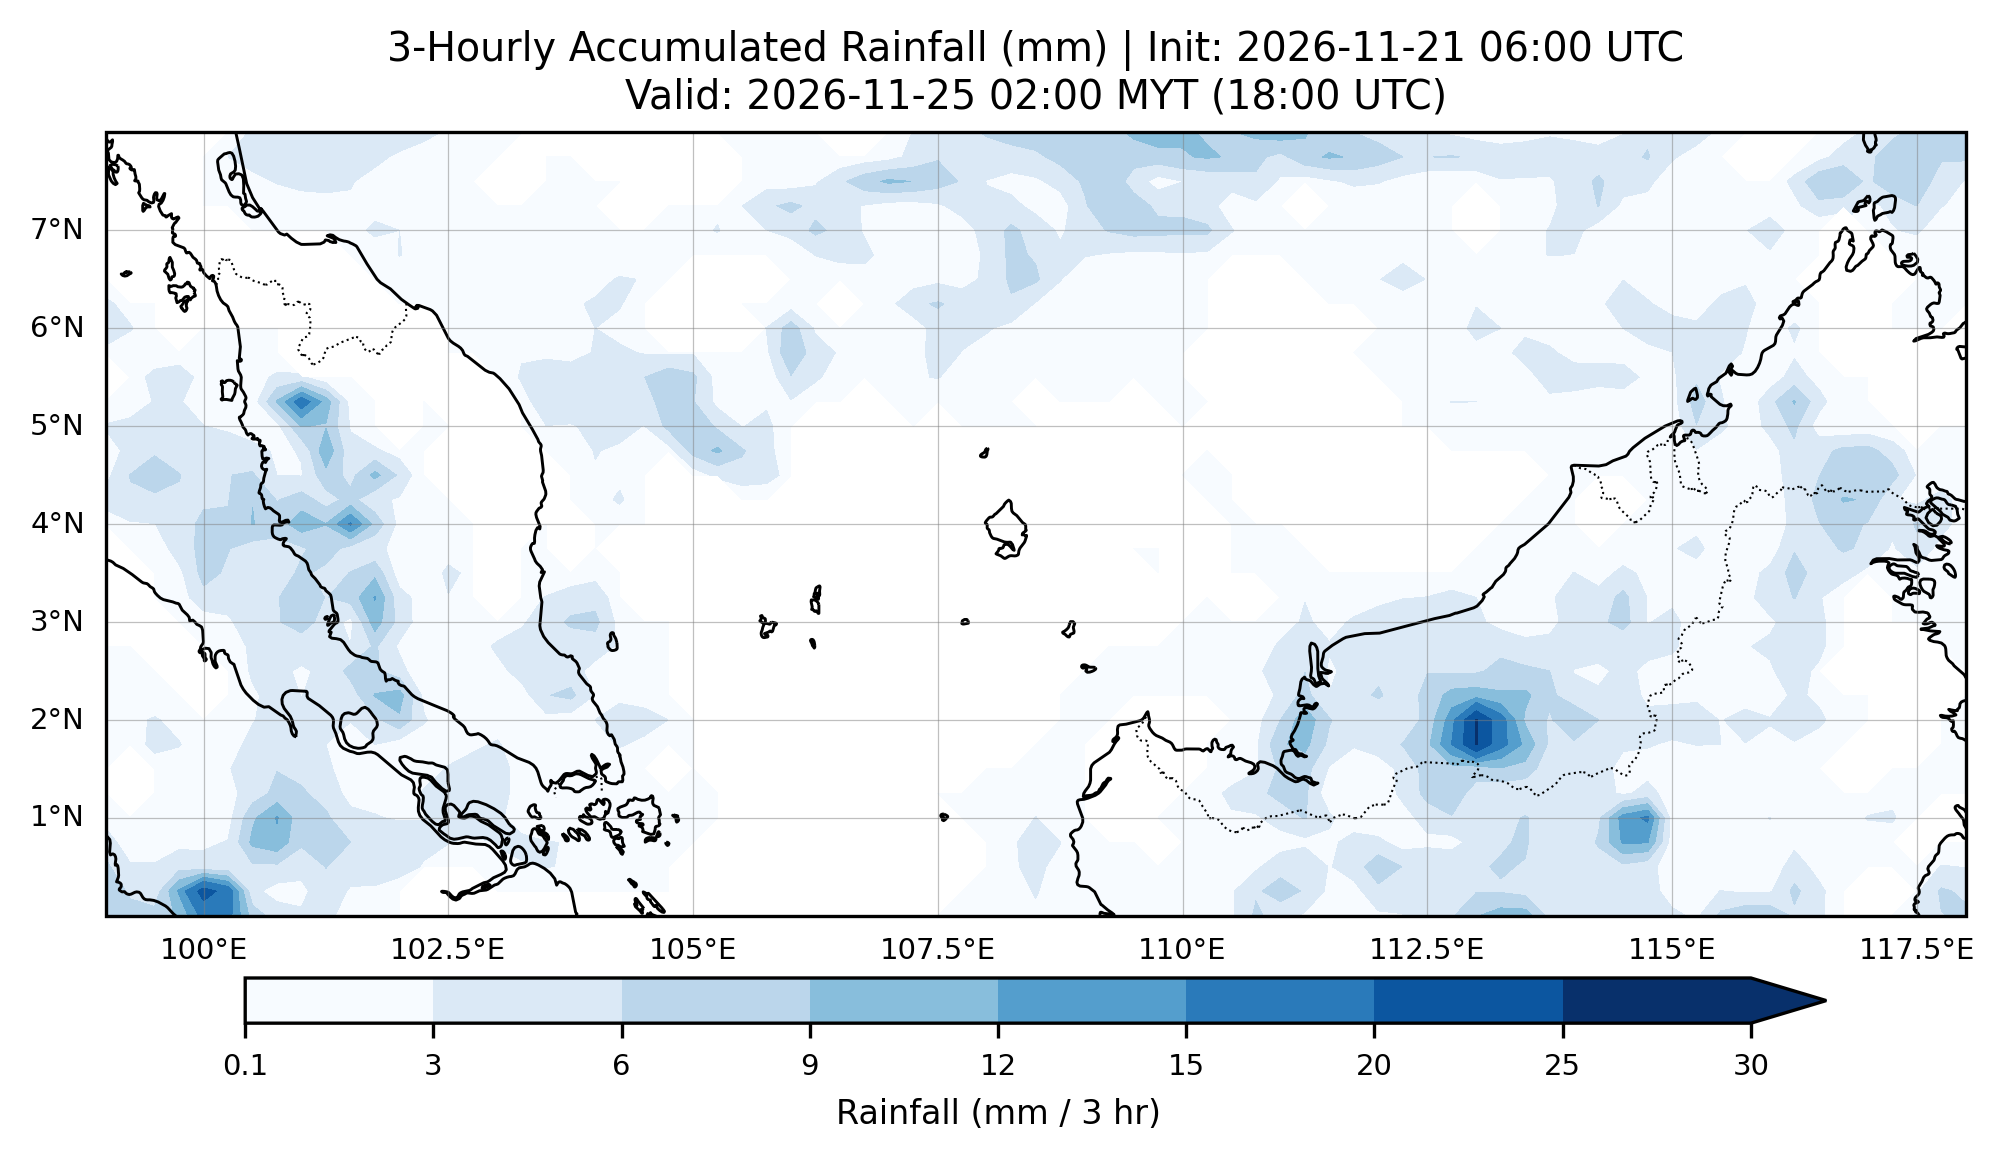 3-Hourly Accumulated Rainfall (mm) | Init: 2026-11-21 06:00 UTC
Valid: 2026-11-25 02:00 MYT (18:00 UTC)
7°N
6°N
5°N
4°N
3°N
2°N
1°N
100°E 102.5°E 105°E 107.5°E 110°E 112.5°E 115°E 117.5°E
0.1 3 6 9 12 15 20 25 30
Rainfall (mm / 3 hr)